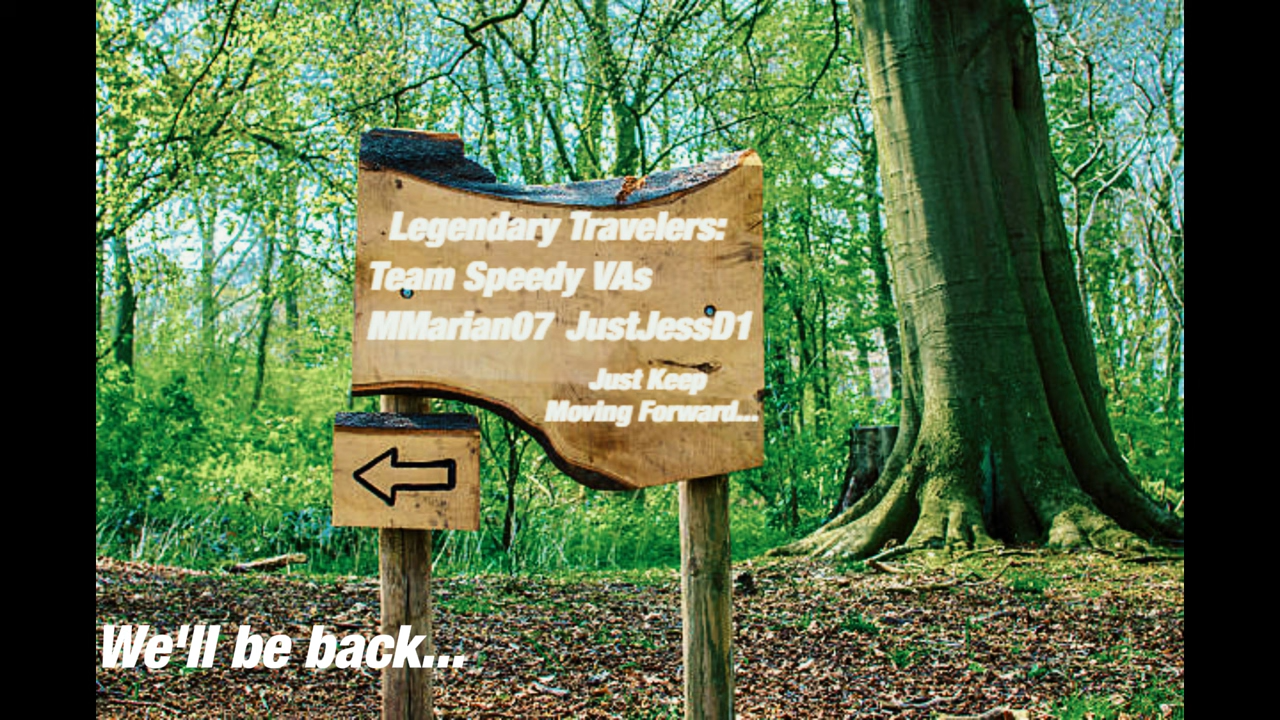 Legendary Travelers:
Team Speedy VAs
MMarian07 JustJessD1
Just Keep
Moving Forward...
We'll be back...